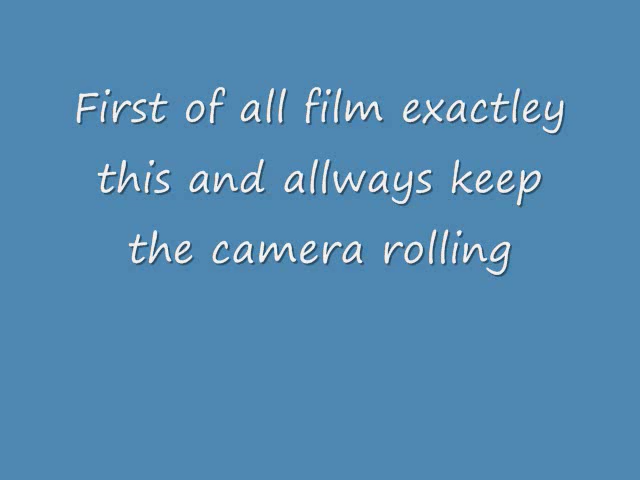 First of all film exactley
this and allways keep
the camera rolling